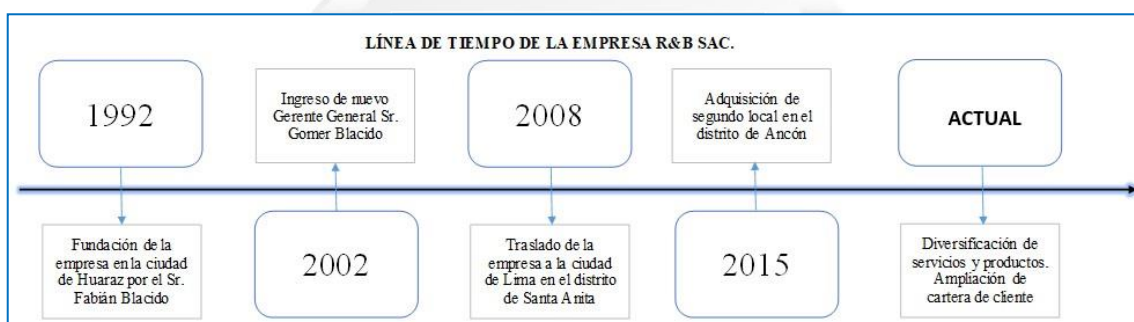 LÍNEA DE TIEMPO DE LA EMPRESA R&B SAC.
1992
Fundación de la
empresa en la ciudad
de Huaraz por el Sr.
Fabián Blacido
Ingreso de nuevo
Gerente General Sr.
Gomer Blacido
2002
2008
Traslado de la
empresa a la ciudad
de Lima en el distrito
de Santa Anita
Adquisición de
segundo local en el
distrito de Ancón
2015
ACTUAL
Diversificación de
servicios y productos.
Ampliación de
cartera de cliente